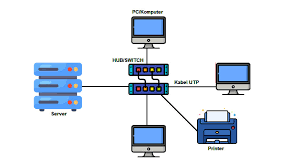 PC/Komputer
HUB/SWITCH
Kabel UTP
Server
Printer